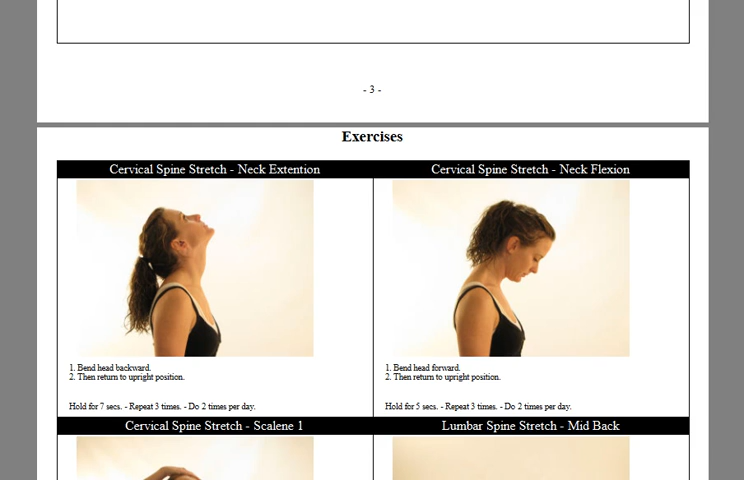 - 3 -
Exercises
Cervical Spine Stretch - Neck Extention
Cervical Spine Stretch - Neck Flexion
1. Bend head backward.
2. Then return to upright position.
Hold for 7 secs. - Repeat 3 times. - Do 2 times per day.
1. Bend head forward.
2. Then return to upright position.
Hold for 5 secs. - Repeat 3 times. - Do 2 times per day.
Cervical Spine Stretch - Scalene 1
Lumbar Spine Stretch - Mid Back